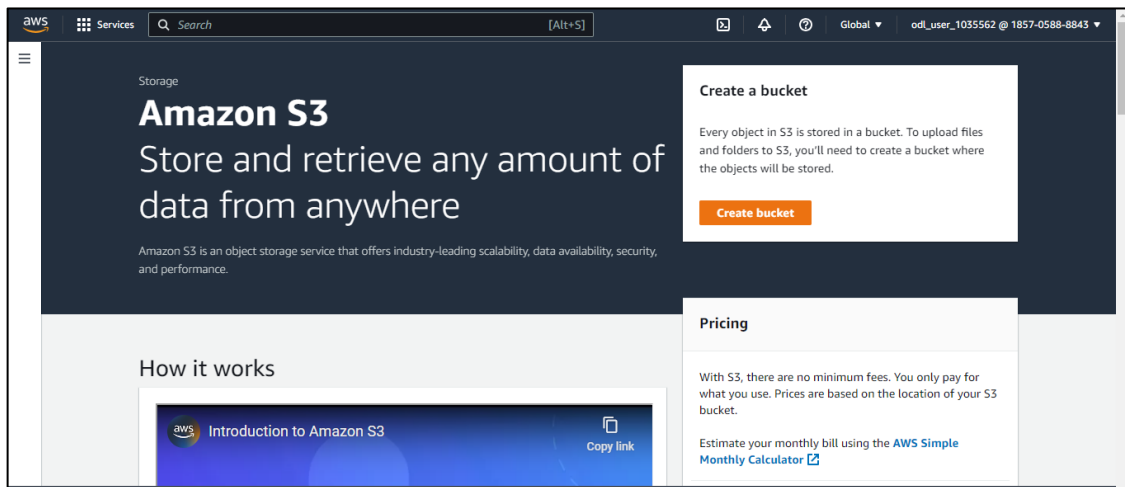 aws
Services
Search
[Alt+S]
Global ▼
odl_user_1035562 @ 1857-0588-8843 ▼
Storage
Amazon S3
Store and retrieve any amount of
data from anywhere
Amazon S3 is an object storage service that offers industry-leading scalability, data availability, security,
and performance.
Create a bucket
Every object in S3 is stored in a bucket. To upload files
and folders to S3, you'll need to create a bucket where
the objects will be stored.
Create bucket
Pricing
With S3, there are no minimum fees. You only pay for
what you use. Prices are based on the location of your S3
bucket.
Estimate your monthly bill using the AWS Simple
Monthly Calculator
How it works
aws
Introduction to Amazon S3
Copy link